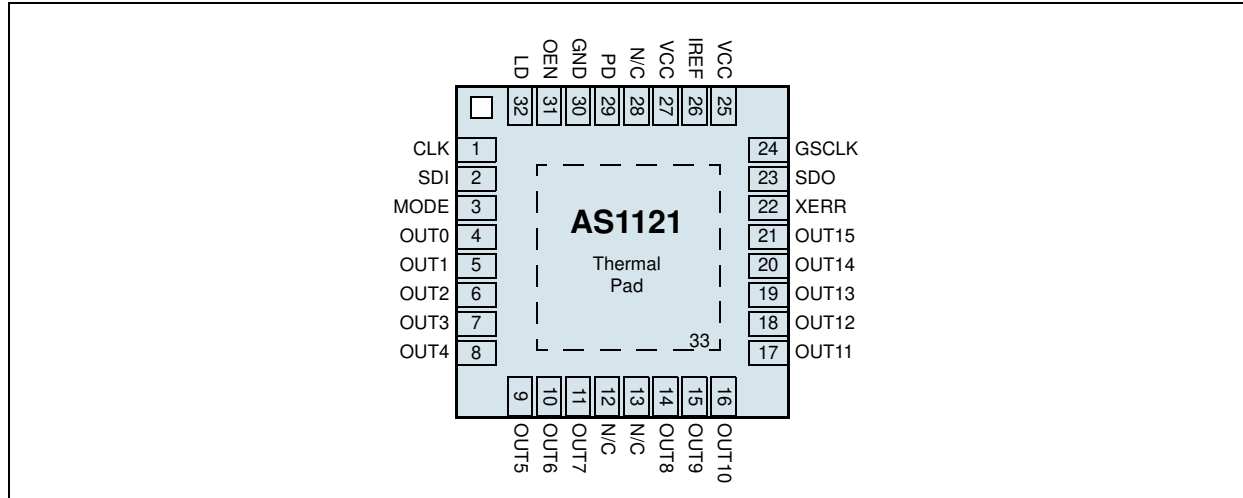 LD OEN GND PD N/C VCC IREF VCC
32 31 30 29 28 27 26 25
CLK 1
SDI 2
MODE 3
OUT0 4
OUT1 5
OUT2 6
OUT3 7
OUT4 8
AS1121
Thermal
Pad
33
24 GSCLK
23 SDO
22 XERR
21 OUT15
20 OUT14
19 OUT13
18 OUT12
17 OUT11
9 10 11 12 13 14 15 16
OUT5 OUT6 OUT7 N/C N/C OUT8 OUT9 OUT10